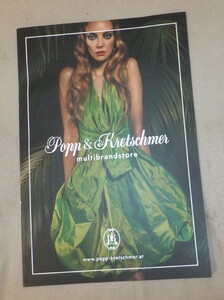 Popp & Kretschmer
multibrandstore
www.popp-kretschmer.at